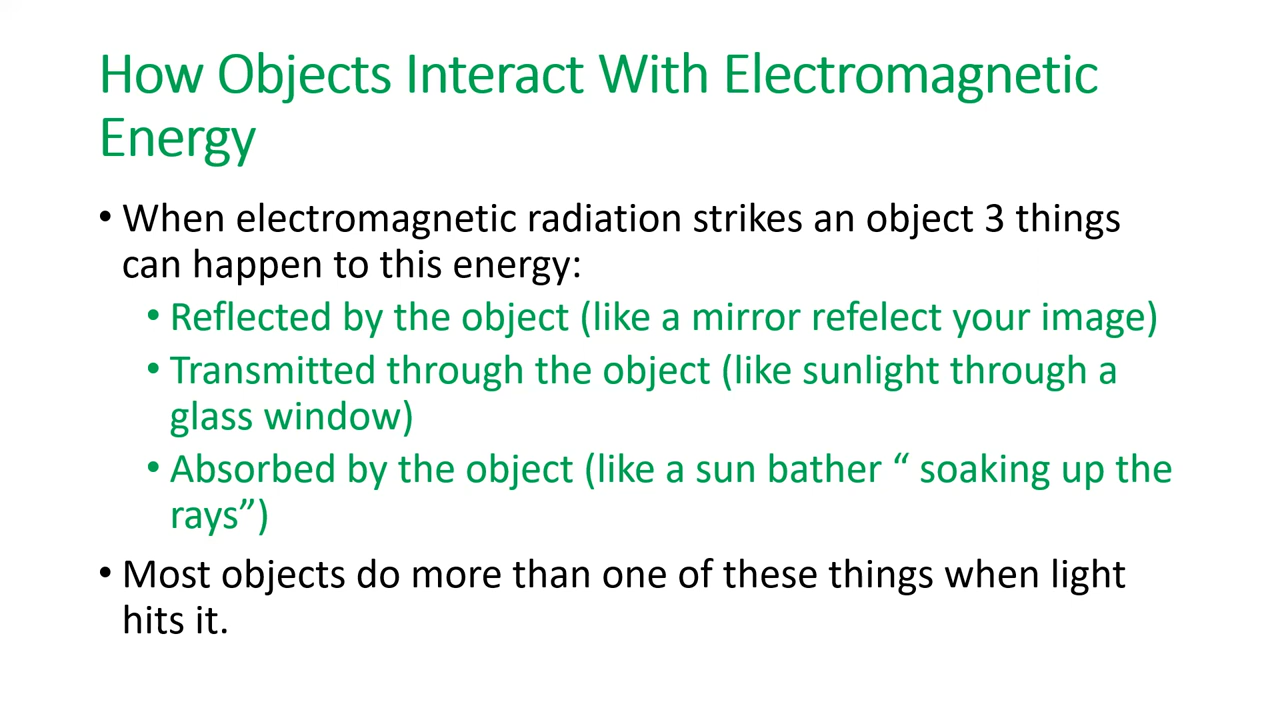 How Objects Interact With Electromagnetic
Energy
• When electromagnetic radiation strikes an object 3 things
can happen to this energy:
• Reflected by the object (like a mirror refelect your image)
• Transmitted through the object (like sunlight through a
glass window)
• Absorbed by the object (like a sun bather “ soaking up the
rays”)
• Most objects do more than one of these things when light
hits it.